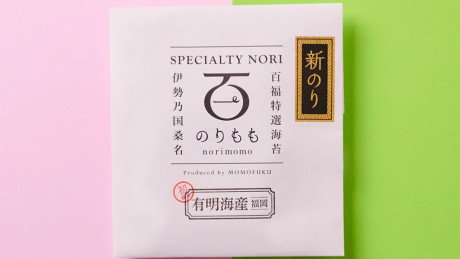 SPECIALTY NORI
新のり
百福特選海苔
百
伊勢乃国桑名
のりもも
norimomo
Produced by MOMOFUKU
初
有明海産 福岡